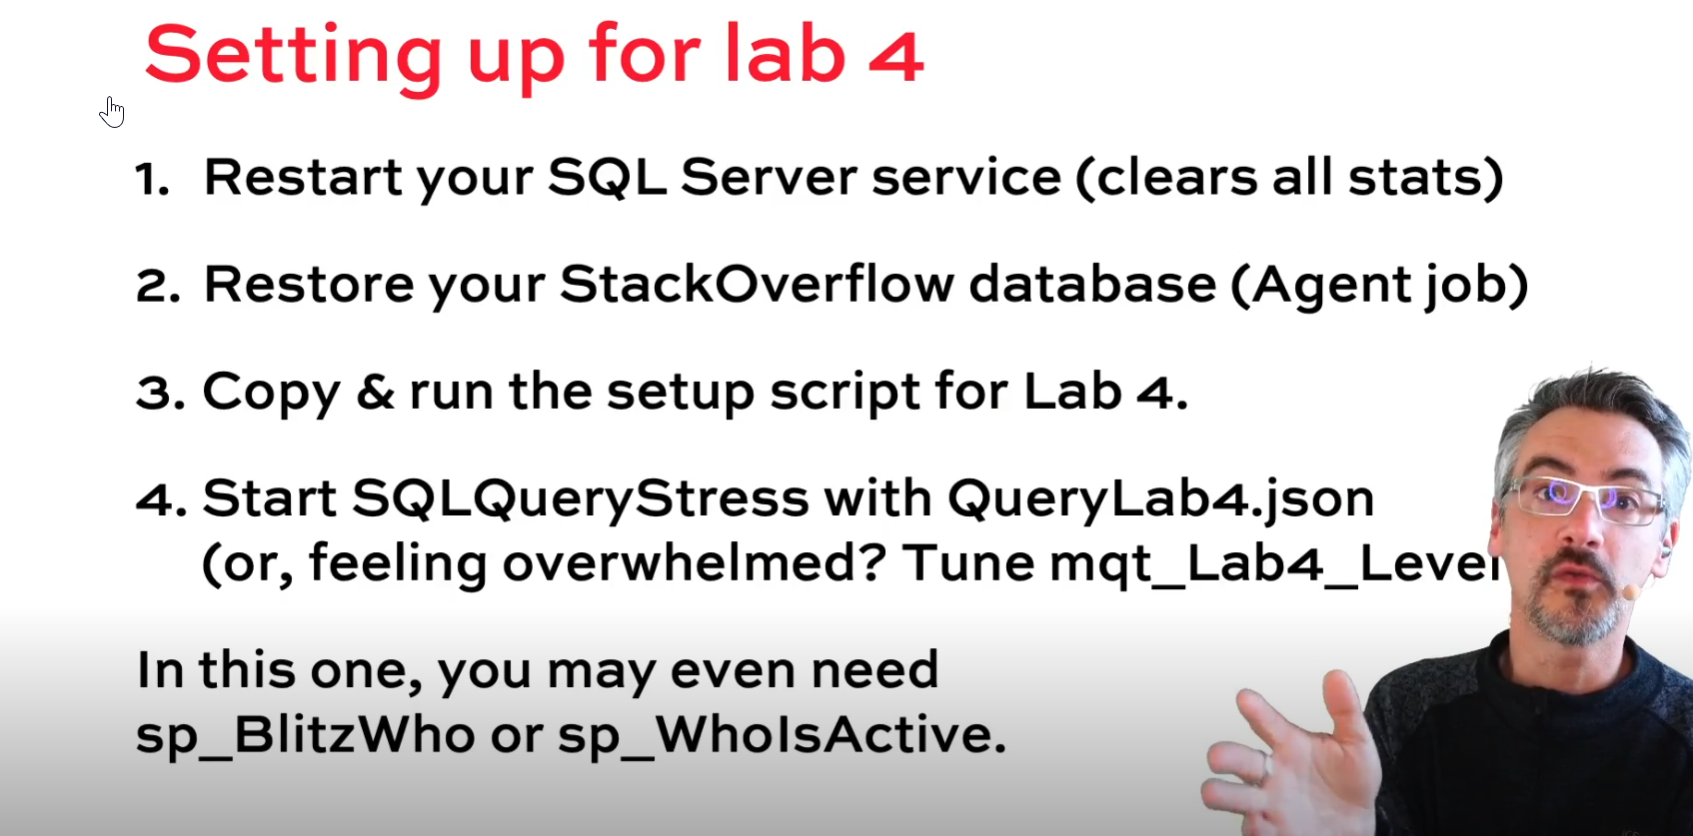 Setting up for lab 4
1. Restart your SQL Server service (clears all stats)
2. Restore your StackOverflow database (Agent job)
3. Copy & run the setup script for Lab 4.
4. Start SQLQueryStress with QueryLab4.json
(or, feeling overwhelmed? Tune mqt_Lab4_Level
In this one, you may even need
sp_BlitzWho or sp_WhoIsActive.